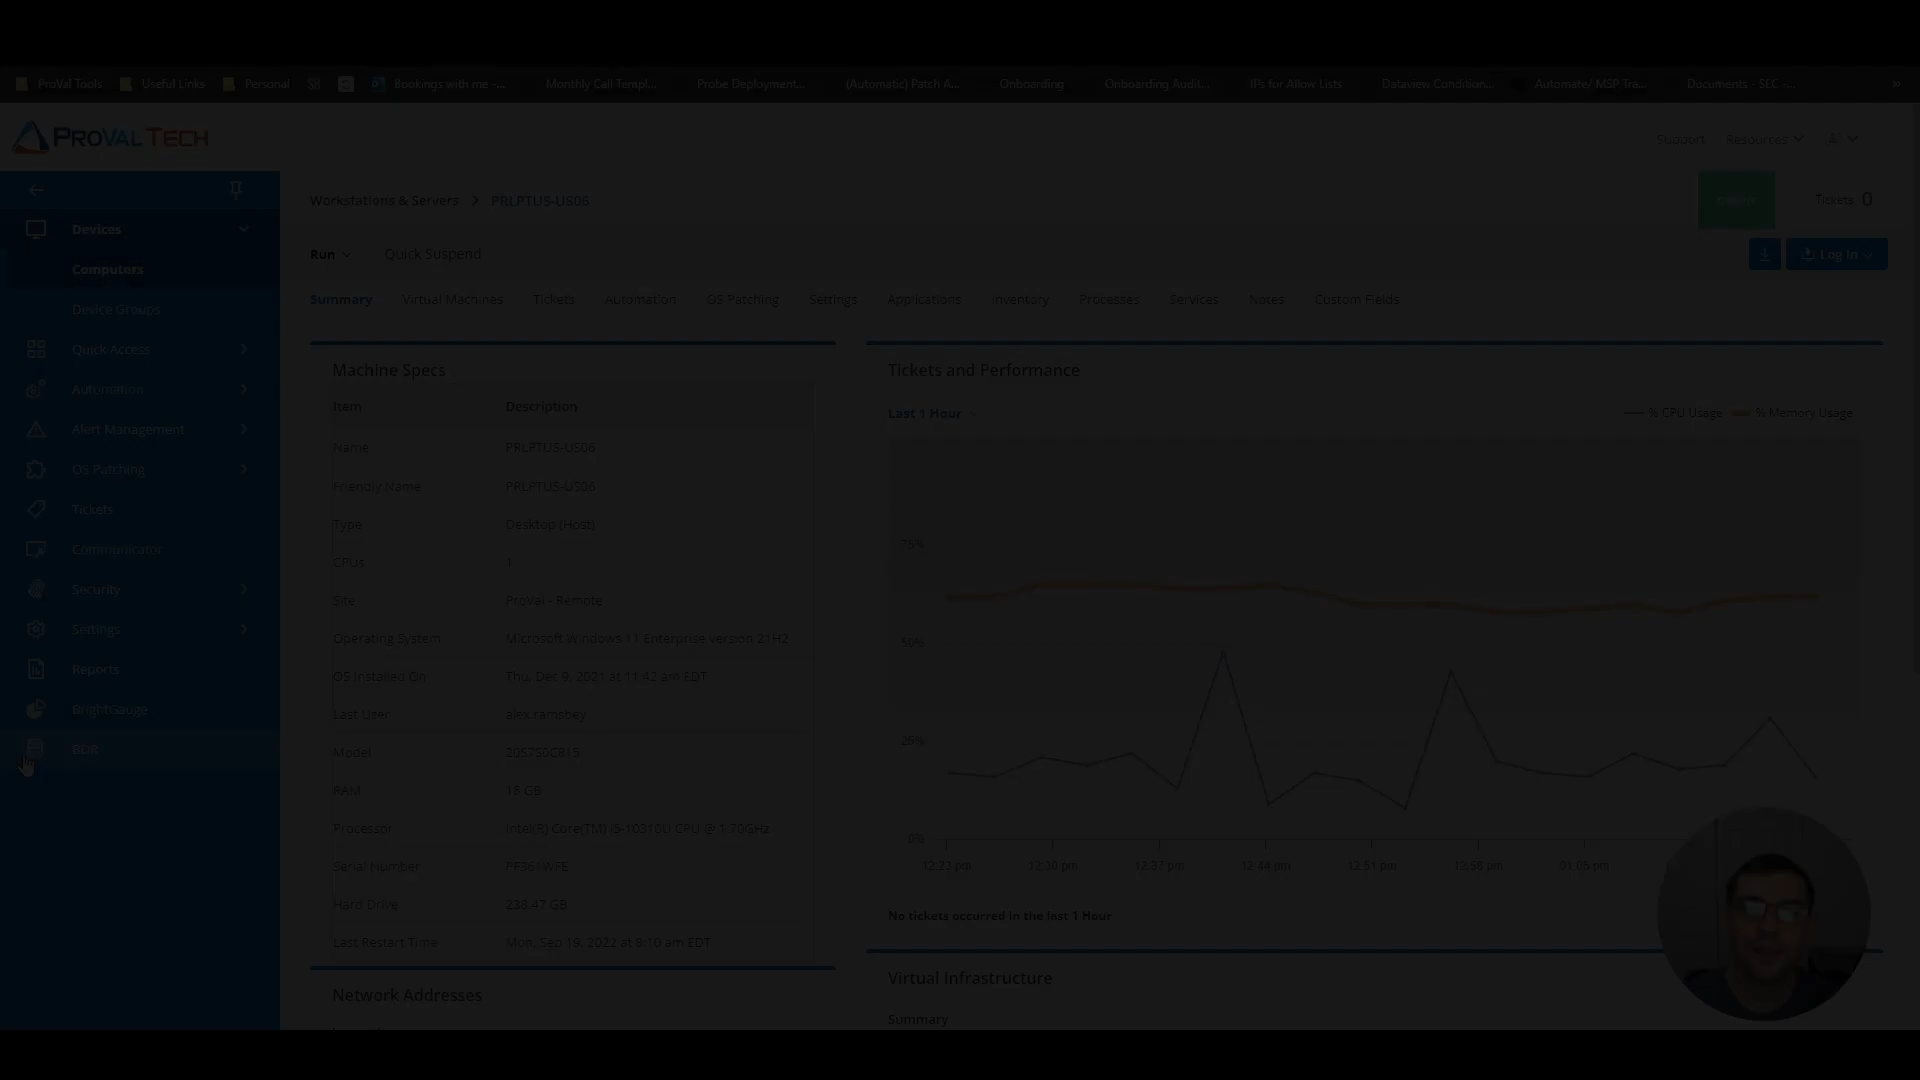 ProVal Tools
Useful Links
Personal
Bookings with me -...
Monthly Call Templ...
Probe Deployment...
(Automatic) Patch A...
Onboarding
Onboarding Audit...
IPs for Allow Lists
Dataview Condition...
Automate/ MSP Tra...
Documents - SEC -...
»
PROVAL TECH
Support
Resources
Workstations & Servers > PRLPTUS-US06
Tickets 0
Run
Quick Suspend
Log In
Summary
Virtual Machines
Tickets
Automation
OS Patching
Settings
Applications
Inventory
Processes
Services
Notes
Custom Fields
Devices
Computers
Device Groups
Quick Access
Automation
Alert Management
OS Patching
Tickets
Communicator
Security
Settings
Reports
BrightGauge
BDR
Machine Specs
Item Description
Name PRLPTUS-US06
Friendly Name PRLPTUS-US06
Type Desktop (Host)
CPUs 1
Site ProVal - Remote
Operating System Microsoft Windows 11 Enterprise version 21H2
OS Installed On Thu, Dec 9, 2021 at 11:42 am EDT
Last User alex.ramsbey
Model 20S7S0CB15
RAM 16 GB
Processor Intel(R) Core(TM) i5-10310U CPU @ 1.70GHz
Serial Number PF361WFE
Hard Drive 238.47 GB
Last Restart Time Mon, Sep 19, 2022 at 8:10 am EDT
Network Addresses
Tickets and Performance
Last 1 Hour
% CPU Usage
% Memory Usage
75%
50%
25%
0%
12:23 pm
12:30 pm
12:37 pm
12:44 pm
12:51 pm
12:58 pm
01:05 pm
No tickets occurred in the last 1 Hour
Virtual Infrastructure
Summary